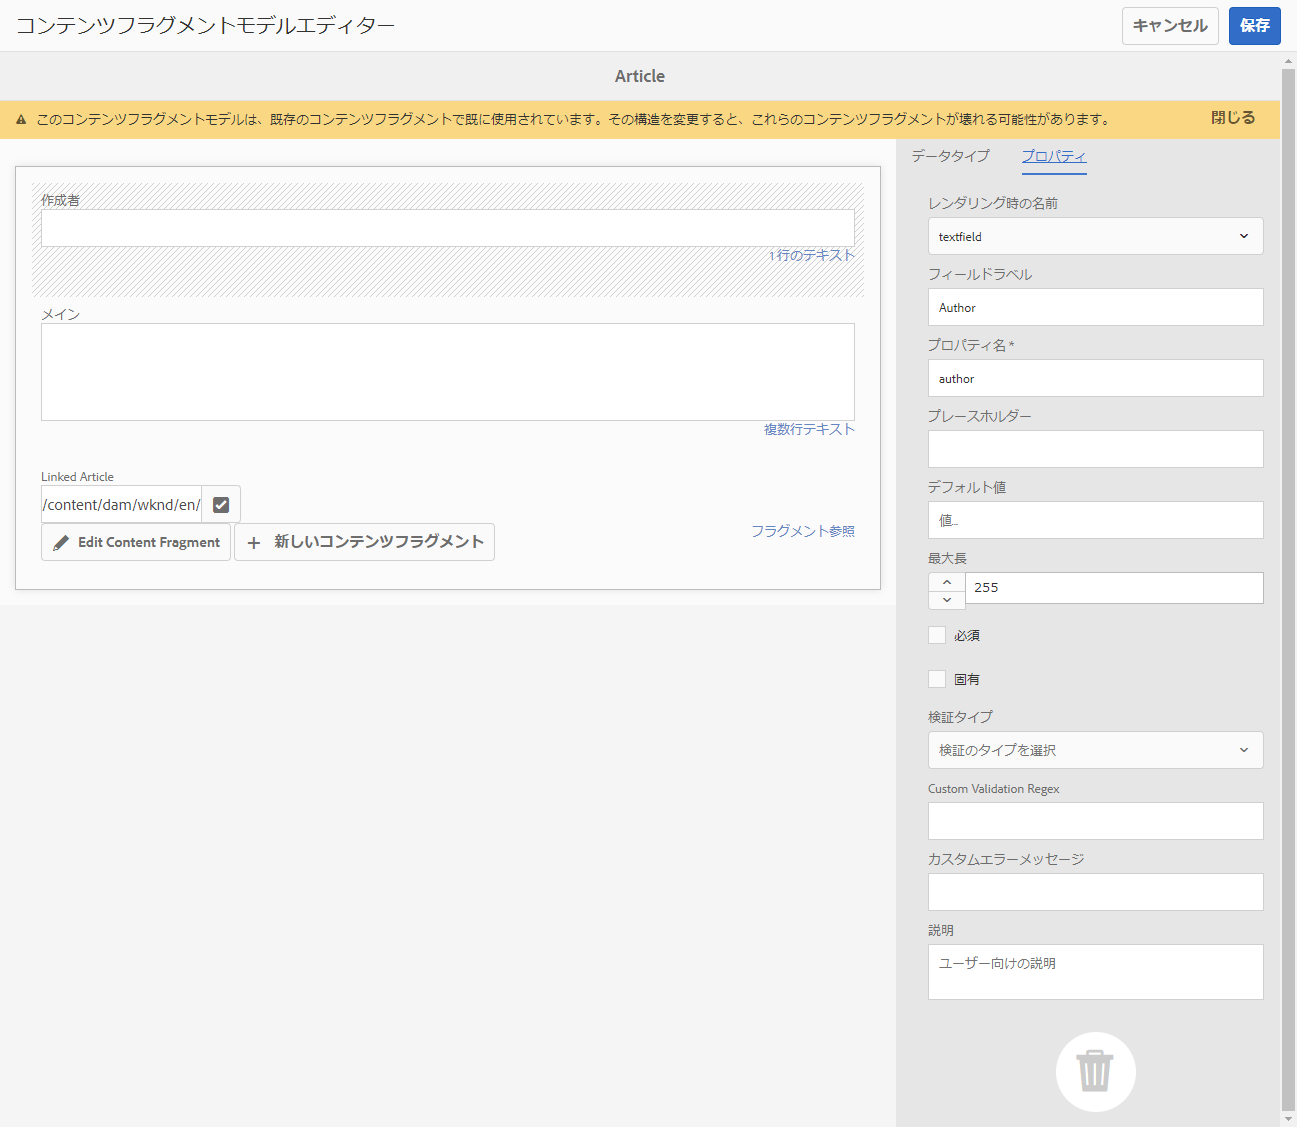 コンテンツフラグメントモデルエディター
キャンセル
保存
Article
このコンテンツフラグメントモデルは、既存のコンテンツフラグメントで既に使用されています。その構造を変更すると、これらのコンテンツフラグメントが壊れる可能性があります。
閉じる
作成者
1行のテキスト
メイン
複数行テキスト
Linked Article
/content/dam/wknd/en/
Edit Content Fragment
新しいコンテンツフラグメント
フラグメント参照
データタイプ
プロパティ
レンダリング時の名前
textfield
フィールドラベル
Author
プロパティ名*
author
プレースホルダー
デフォルト値
値...
最大長
255
必須
固有
検証タイプ
検証のタイプを選択
Custom Validation Regex
カスタムエラーメッセージ
説明
ユーザー向けの説明